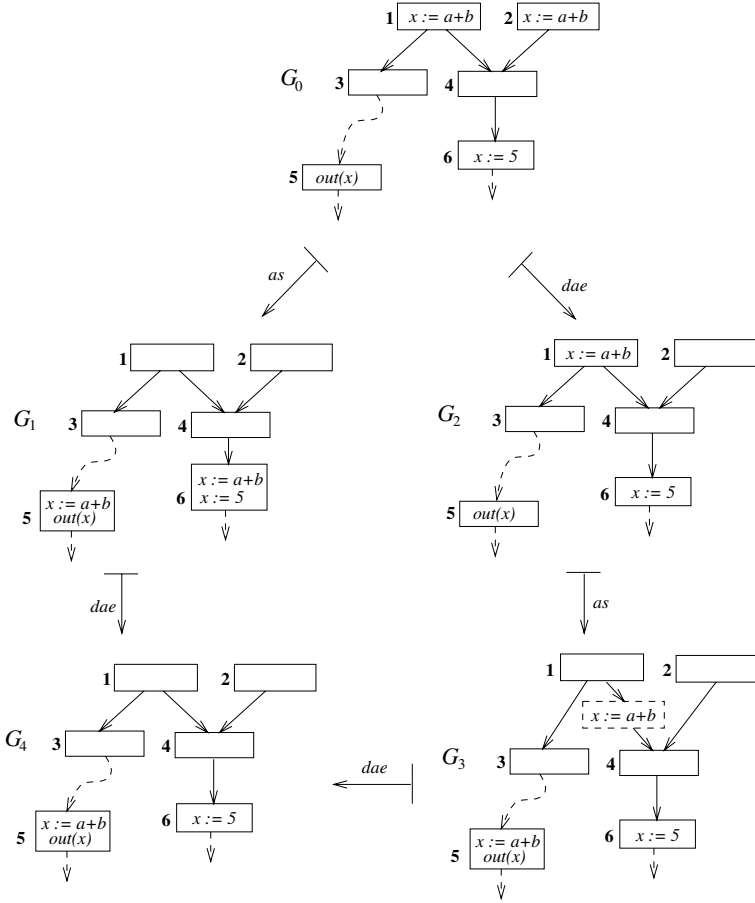 1 x := a+b 2 x := a+b
G0 3 4
6 x := 5
5 out(x)
as dae
1 2
1 x := a+b 2
G1 3 4
G2 3 4
x := a+b
6 x := 5
6 x := 5
x := a+b
5 out(x)
5 out(x)
dae as
1 2
1 2
x := a+b
G4 3 4
G3 3 4
dae
x := a+b
5 out(x)
6 x := 5
x := a+b
5 out(x)
6 x := 5